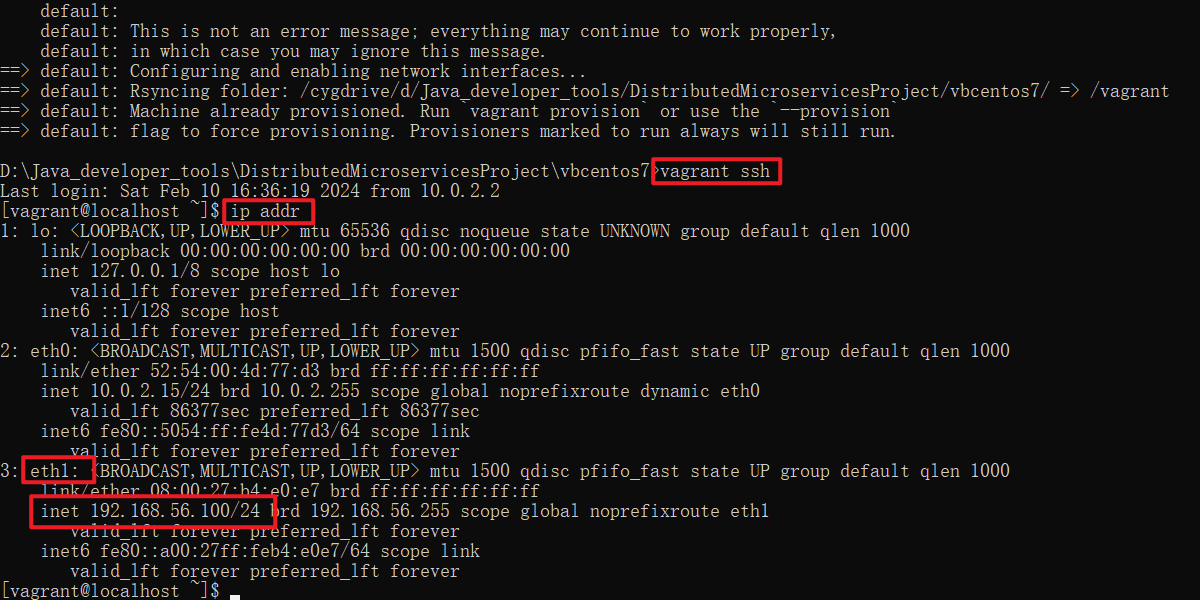 default:
default: This is not an error message; everything may continue to work properly,
default: in which case you may ignore this message.
==> default: Configuring and enabling network interfaces...
==> default: Rsyncing folder: /cygdrive/d/Java_developer_tools/DistributedMicroservicesProject/vbcentos7/ => /vagrant
==> default: Machine already provisioned. Run `vagrant provision` or use the `--provision`
==> default: flag to force provisioning. Provisioners marked to run always will still run.
D:\Java_developer_tools\DistributedMicroservicesProject\vbcentos7>vagrant ssh
Last login: Sat Feb 10 16:36:19 2024 from 10.0.2.2
[vagrant@localhost ~]$ ip addr
1: lo: <LOOPBACK,UP,LOWER_UP> mtu 65536 qdisc noqueue state UNKNOWN group default qlen 1000
link/loopback 00:00:00:00:00:00 brd 00:00:00:00:00:00
inet 127.0.0.1/8 scope host lo
valid_lft forever preferred_lft forever
inet6 ::1/128 scope host
valid_lft forever preferred_lft forever
2: eth0: <BROADCAST,MULTICAST,UP,LOWER_UP> mtu 1500 qdisc pfifo_fast state UP group default qlen 1000
link/ether 52:54:00:4d:77:d3 brd ff:ff:ff:ff:ff:ff
inet 10.0.2.15/24 brd 10.0.2.255 scope global noprefixroute dynamic eth0
valid_lft 86377sec preferred_lft 86377sec
inet6 fe80::5054:ff:fe4d:77d3/64 scope link
valid_lft forever preferred_lft forever
3: eth1: <BROADCAST,MULTICAST,UP,LOWER_UP> mtu 1500 qdisc pfifo_fast state UP group default qlen 1000
link/ether 08:00:27:b4:e0:e7 brd ff:ff:ff:ff:ff:ff
inet 192.168.56.100/24 brd 192.168.56.255 scope global noprefixroute eth1
valid_lft forever preferred_lft forever
inet6 fe80::a00:27ff:feb4:e0e7/64 scope link
valid_lft forever preferred_lft forever
[vagrant@localhost ~]$